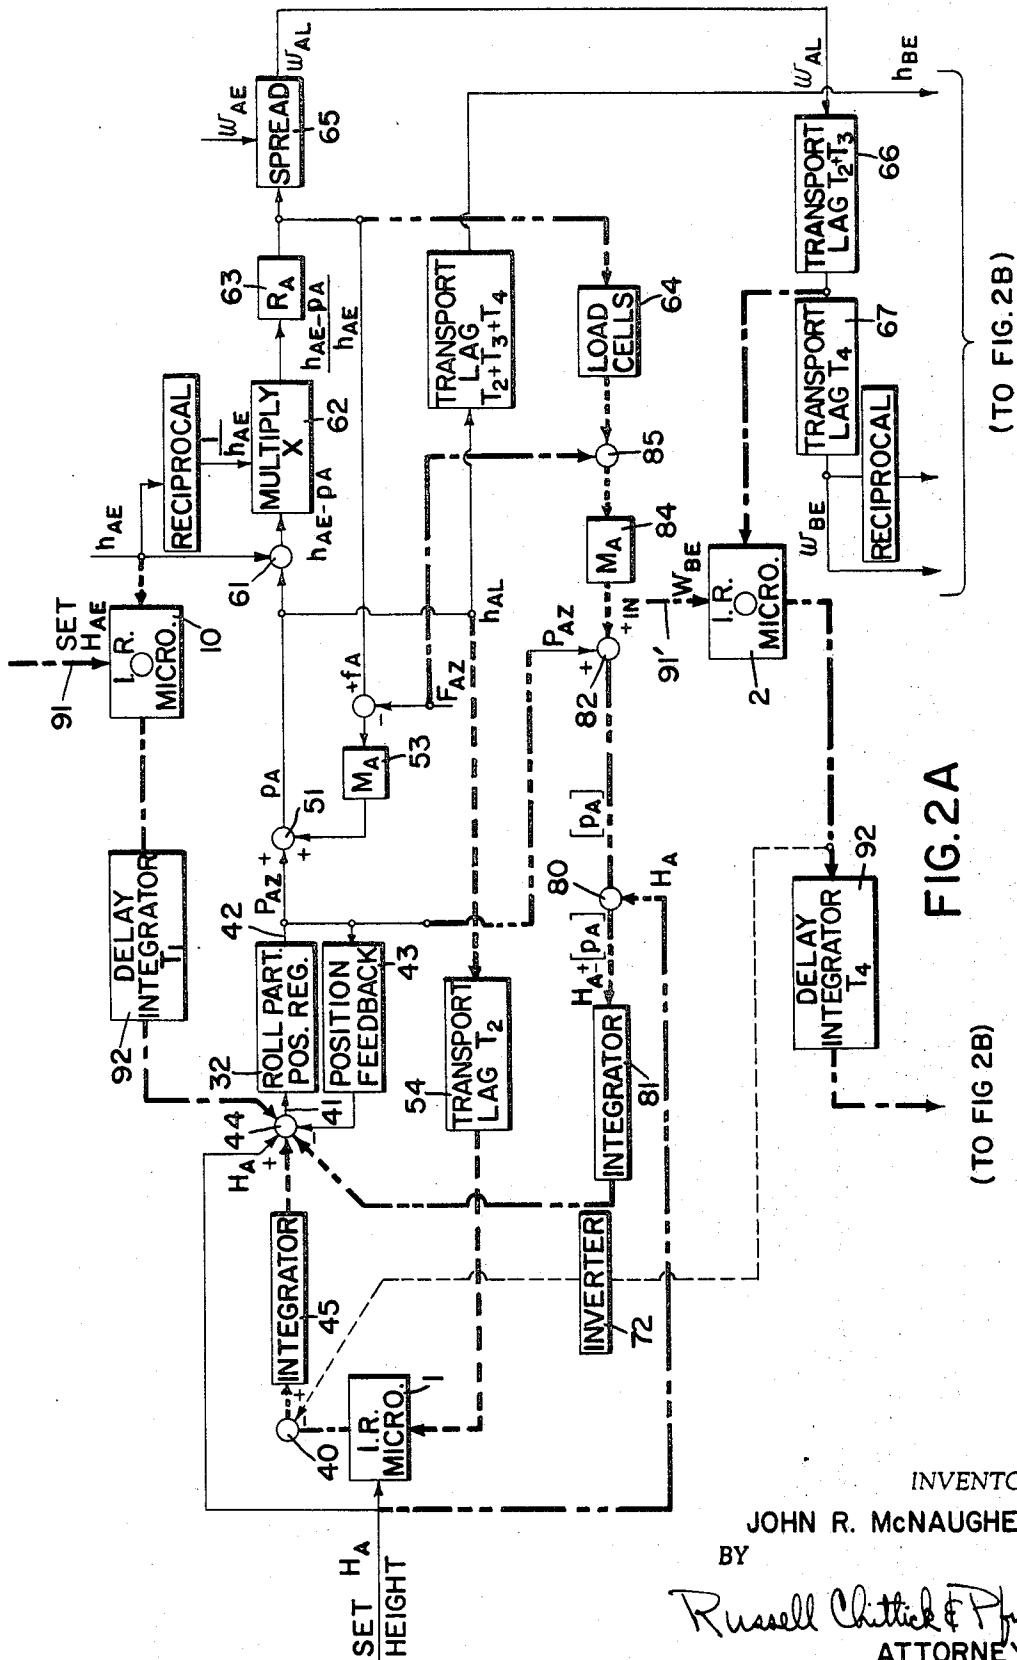 SET H_A
HEIGHT
I.R.
MICRO.
1
40
+
-
-
INTEGRATOR
45
H_A
+
+
-
44
41
ROLL PART.
POS. REG.
32
42
POSITION
FEEDBACK
43
P_AZ
+
+
51
p_A
M_A
53
+f_A
-
F_AZ
91
SET
H_AE
I. R.
MICRO.
10
DELAY
INTEGRATOR
T_1
92
h_AE
61
RECIPROCAL
1/h_AE
h_AE-p_A
MULTIPLY
X
62
h_AE-p_A
h_AE
R_A
63
w_AE
SPREAD
65
w_AL
TRANSPORT
LAG T_2
54
h_AL
TRANSPORT
LAG
T_2+T_3+T_4
LOAD
CELLS
64
85
M_A
84
P_AZ
+
+IN
82
[p_A]
80
H_A
H_A±[p_A]
INTEGRATOR
81
INVERTER
72
91'
W_BE
I. R.
MICRO.
2
w_AL
h_BE
TRANSPORT
LAG T_2+T_3
66
TRANSPORT
LAG T_4
67
w_BE
RECIPROCAL
DELAY
INTEGRATOR
T_4
92
(TO FIG. 2B)
(TO FIG 2B)
FIG. 2A
INVENTO
JOHN R. McNAUGHE
BY
Russell Chittick & Pf
ATTORNEY